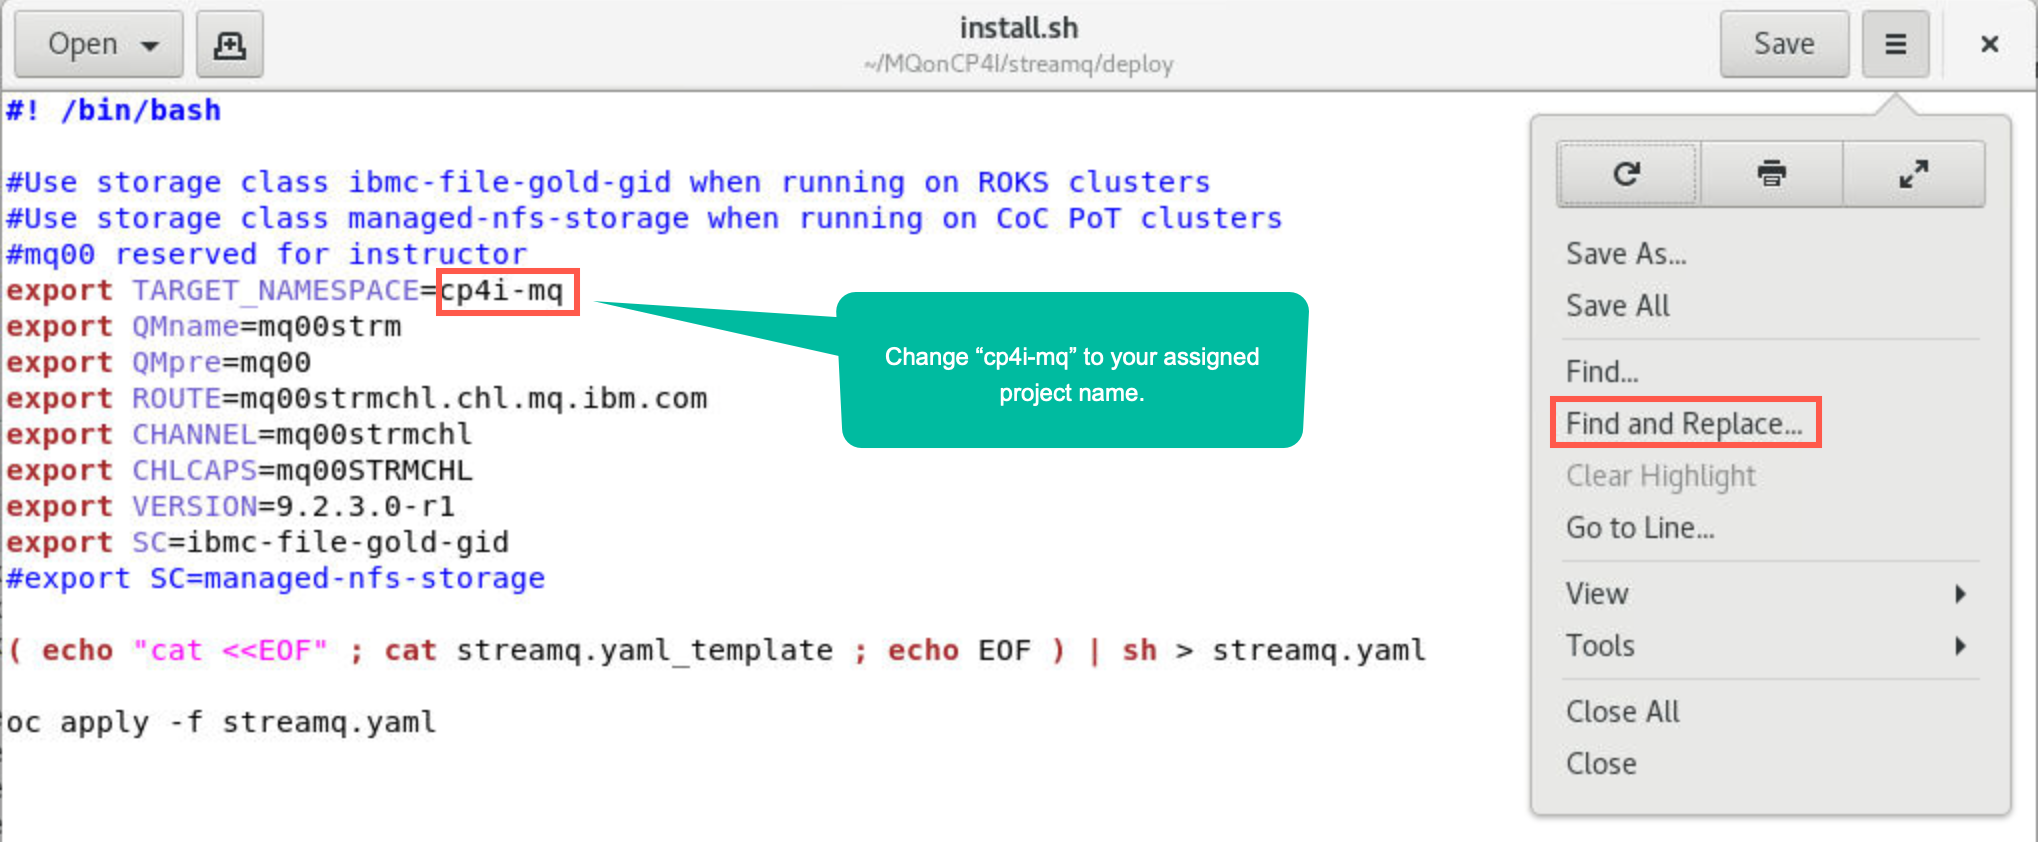 Open
install.sh
~/MQonCP4I/streamq/deploy
Save
#! /bin/bash
#Use storage class ibmc-file-gold-gid when running on ROKS clusters
#Use storage class managed-nfs-storage when running on CoC PoT clusters
#mq00 reserved for instructor
export TARGET_NAMESPACE=cp4i-mq
export QMname=mq00strm
export QMpre=mq00
export ROUTE=mq00strmchl.chl.mq.ibm.com
export CHANNEL=mq00strmchl
export CHLCAPS=mq00STRMCHL
export VERSION=9.2.3.0-r1
export SC=ibmc-file-gold-gid
#export SC=managed-nfs-storage
( echo "cat <<EOF" ; cat streamq.yaml_template ; echo EOF ) | sh > streamq.yaml
oc apply -f streamq.yaml
Change “cp4i-mq” to your assigned
project name.
Save As...
Save All
Find...
Find and Replace...
Clear Highlight
Go to Line...
View
Tools
Close All
Close